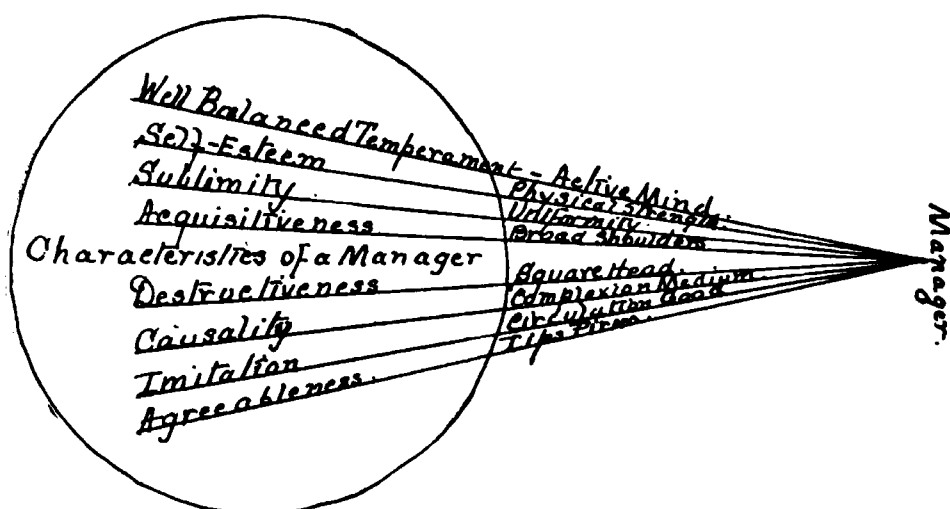 Well Balanced Temperament - Active Mind.
Self-Esteem Physical Strength.
Sublimity Uniformity.
Acquisitiveness Broad Shoulders
Characteristics of a Manager
Destructiveness Square Head.
Causality Complexion Medium
Imitation Circulation Good
Agreeableness. Lips Firm.
Manager.